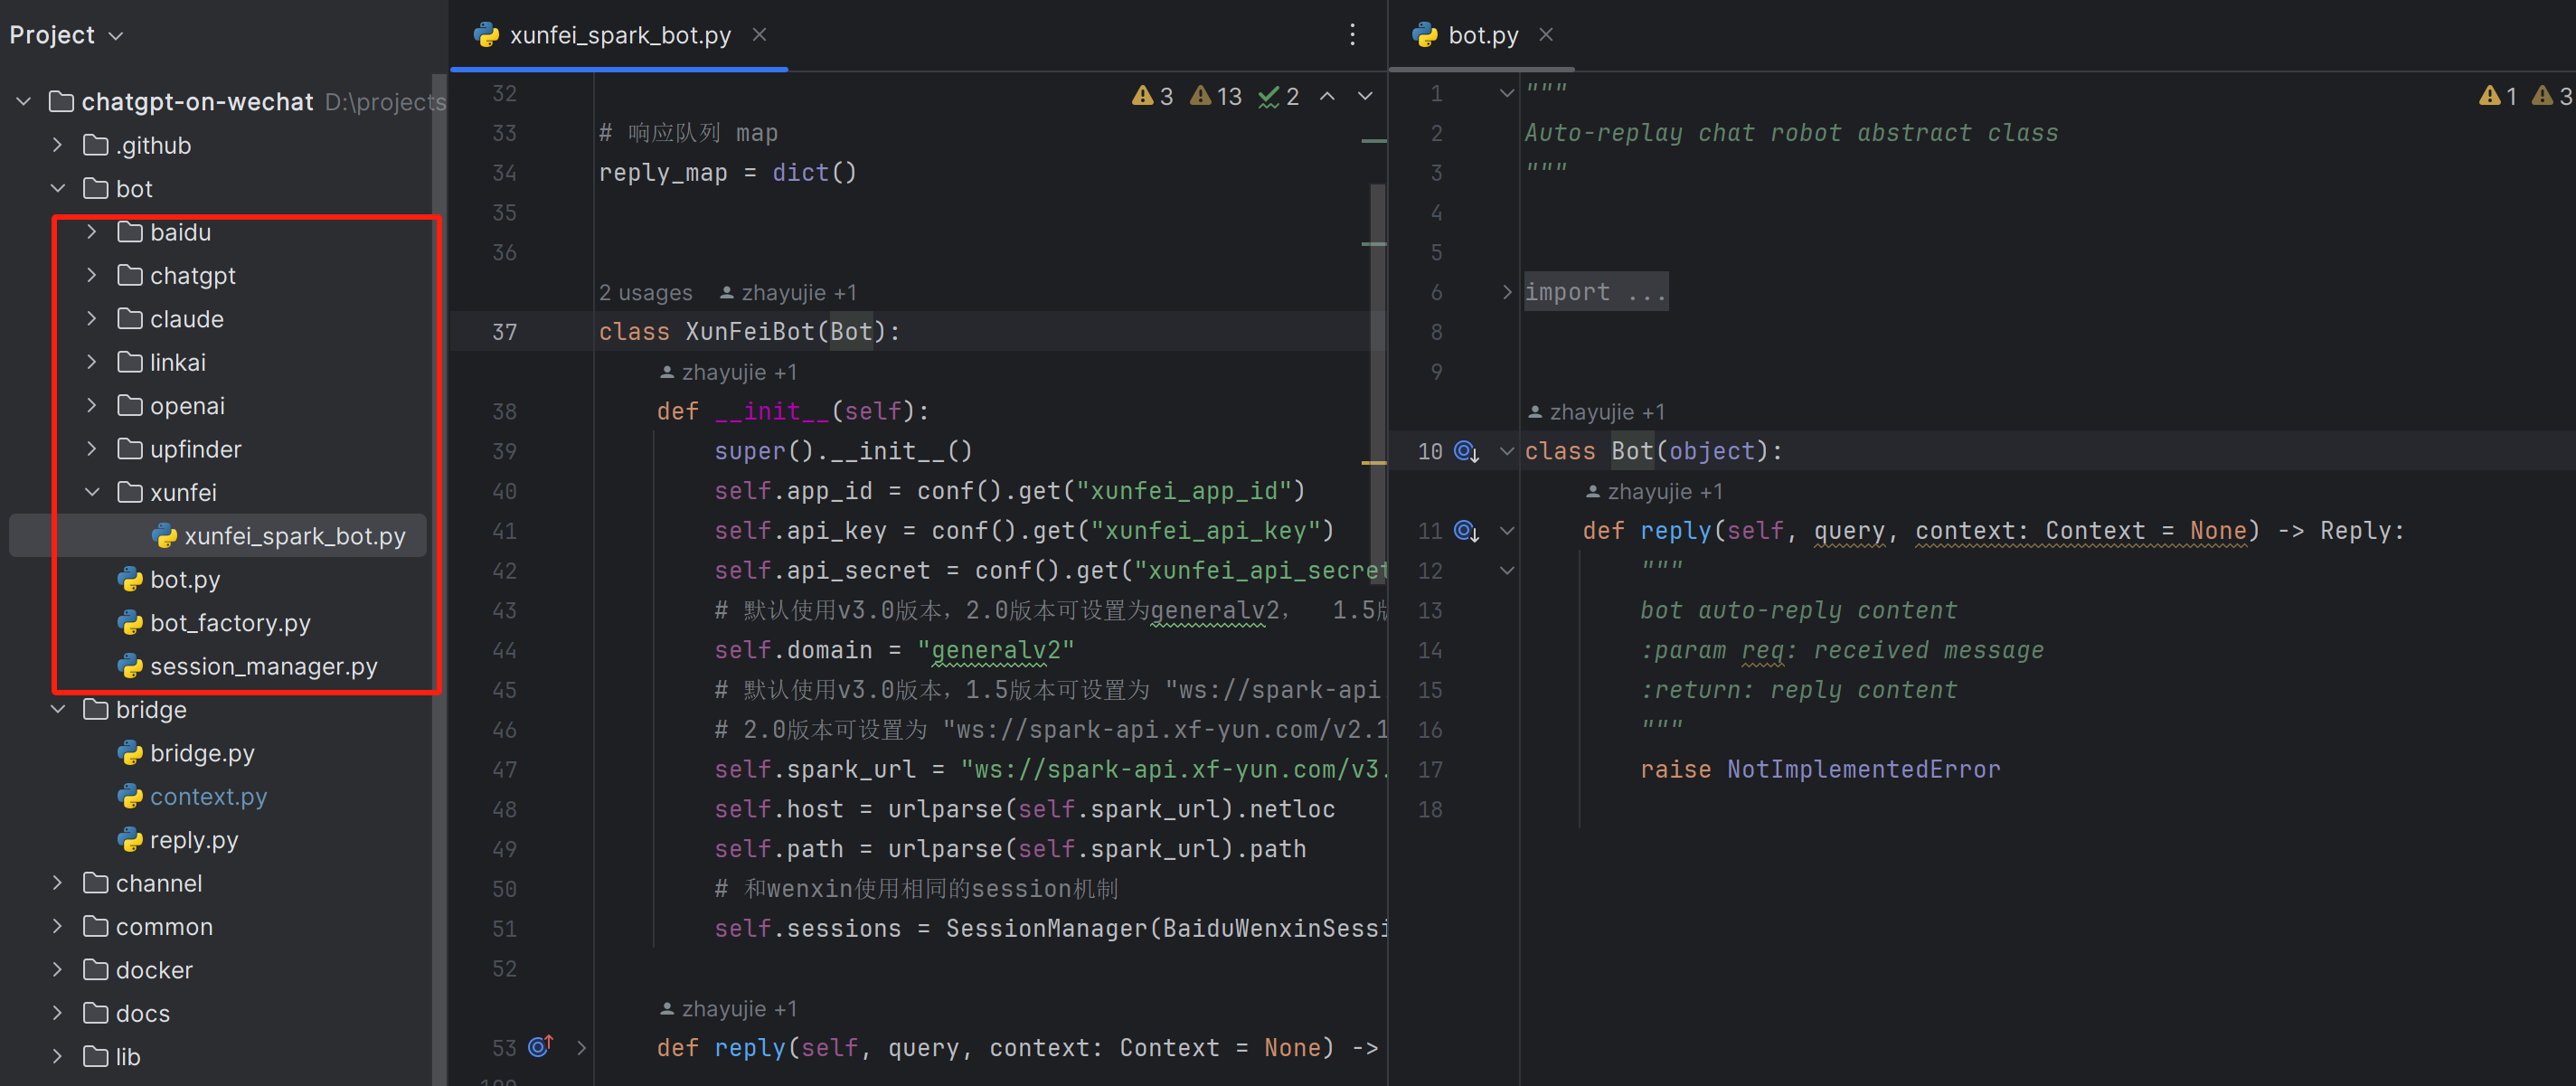 Project
chatgpt-on-wechat D:\projects
.github
bot
baidu
chatgpt
claude
linkai
openai
upfinder
xunfei
xunfei_spark_bot.py
bot.py
bot_factory.py
session_manager.py
bridge
bridge.py
context.py
reply.py
channel
common
docker
docs
lib
xunfei_spark_bot.py
3 13 2
32
33 # 响应队列 map
34 reply_map = dict()
35
36
2 usages zhayujie +1
37 class XunFeiBot(Bot):
zhayujie +1
38 def __init__(self):
39 super().__init__()
40 self.app_id = conf().get("xunfei_app_id")
41 self.api_key = conf().get("xunfei_api_key")
42 self.api_secret = conf().get("xunfei_api_secret
43 # 默认使用v3.0版本，2.0版本可设置为generalv2， 1.5版
44 self.domain = "generalv2"
45 # 默认使用v3.0版本，1.5版本可设置为 "ws://spark-api.
46 # 2.0版本可设置为 "ws://spark-api.xf-yun.com/v2.1
47 self.spark_url = "ws://spark-api.xf-yun.com/v3.
48 self.host = urlparse(self.spark_url).netloc
49 self.path = urlparse(self.spark_url).path
50 # 和wenxin使用相同的session机制
51 self.sessions = SessionManager(BaiduWenxinSessi
52
zhayujie +1
53 def reply(self, query, context: Context = None) ->
bot.py
1 3
1 """
2 Auto-replay chat robot abstract class
3 """
4
5
6 import ...
8
9
zhayujie +1
10 class Bot(object):
zhayujie +1
11 def reply(self, query, context: Context = None) -> Reply:
12 """
13 bot auto-reply content
14 :param req: received message
15 :return: reply content
16 """
17 raise NotImplementedError
18